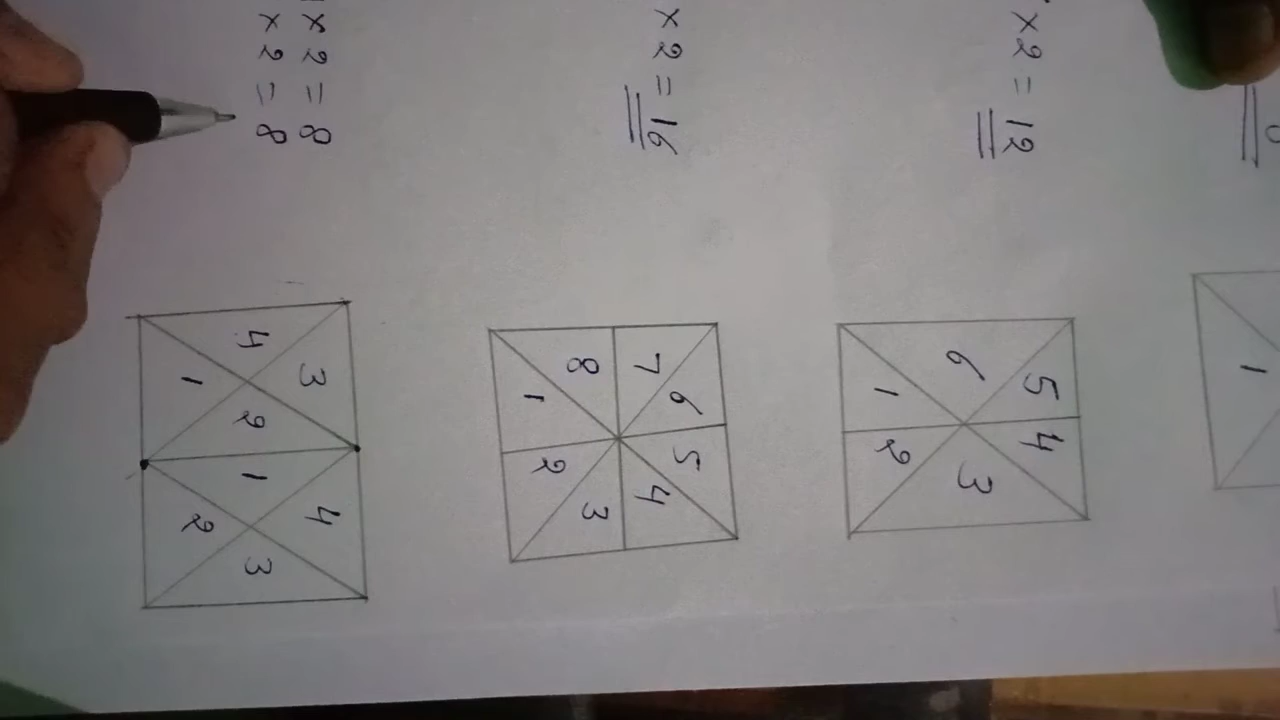 1
× 2 = 12
5 4
6 3
1 2
× 2 = 16
6 5
7 4
8 3
1 2
× 2 = 8
3 4
× 2 = 8
4 2 1 3
1 2